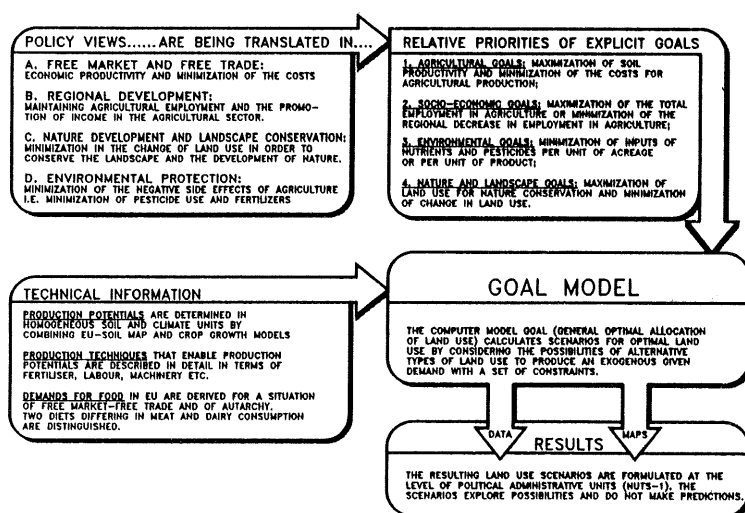 POLICY VIEWS......ARE BEING TRANSLATED IN....
A. FREE MARKET AND FREE TRADE:
ECONOMIC PRODUCTIVITY AND MINIMIZATION OF THE COSTS
B. REGIONAL DEVELOPMENT:
MAINTAINING AGRICULTURAL EMPLOYMENT AND THE PROMO-
TION OF INCOME IN THE AGRICULTURAL SECTOR.
C. NATURE DEVELOPMENT AND LANDSCAPE CONSERVATION:
MINIMIZATION IN THE CHANGE OF LAND USE IN ORDER TO
CONSERVE THE LANDSCAPE AND THE DEVELOPMENT OF NATURE.
D. ENVIRONMENTAL PROTECTION:
MINIMIZATION OF THE NEGATIVE SIDE EFFECTS OF AGRICULTURE
I.E. MINIMIZATION OF PESTICIDE USE AND FERTILIZERS
RELATIVE PRIORITIES OF EXPLICIT GOALS
1. AGRICULTURAL GOALS: MAXIMIZATION OF SOIL
PRODUCTIVITY AND MINIMIZATION OF THE COSTS FOR
AGRICULTURAL PRODUCTION;
2. SOCIO-ECONOMIC GOALS: MAXIMIZATION OF THE TOTAL
EMPLOYMENT IN AGRICULTURE OR MINIMIZATION OF THE
REGIONAL DECREASE IN EMPLOYMENT IN AGRICULTURE;
3. ENVIRONMENTAL GOALS: MINIMIZATION OF INPUTS OF
NUTRIENTS AND PESTICIDES PER UNIT OF ACREAGE
OR PER UNIT OF PRODUCT;
4. NATURE AND LANDSCAPE GOALS: MAXIMIZATION OF
LAND USE FOR NATURE CONSERVATION AND MINIMIZATION
OF CHANGE IN LAND USE.
TECHNICAL INFORMATION
PRODUCTION POTENTIALS ARE DETERMINED IN
HOMOGENEOUS SOIL AND CLIMATE UNITS BY
COMBINING EU-SOIL MAP AND CROP GROWTH MODELS
PRODUCTION TECHNIQUES THAT ENABLE PRODUCTION
POTENTIALS ARE DESCRIBED IN DETAIL IN TERMS OF
FERTILISER, LABOUR, MACHINERY ETC.
DEMANDS FOR FOOD IN EU ARE DERIVED FOR A SITUATION
OF FREE MARKET-FREE TRADE AND OF AUTARCHY.
TWO DIETS DIFFERING IN MEAT AND DAIRY CONSUMPTION
ARE DISTINGUISHED.
GOAL MODEL
THE COMPUTER MODEL GOAL (GENERAL OPTIMAL ALLOCATION
OF LAND USE) CALCULATES SCENARIOS FOR OPTIMAL LAND
USE BY CONSIDERING THE POSSIBILITIES OF ALTERNATIVE
TYPES OF LAND USE TO PRODUCE AN EXOGENOUS GIVEN
DEMAND WITH A SET OF CONSTRAINTS.
DATA
MAPS
RESULTS
THE RESULTING LAND USE SCENARIOS ARE FORMULATED AT THE
LEVEL OF POLITICAL ADMINISTRATIVE UNITS (NUTS-1). THE
SCENARIOS EXPLORE POSSIBILITIES AND DO NOT MAKE PREDICTIONS.